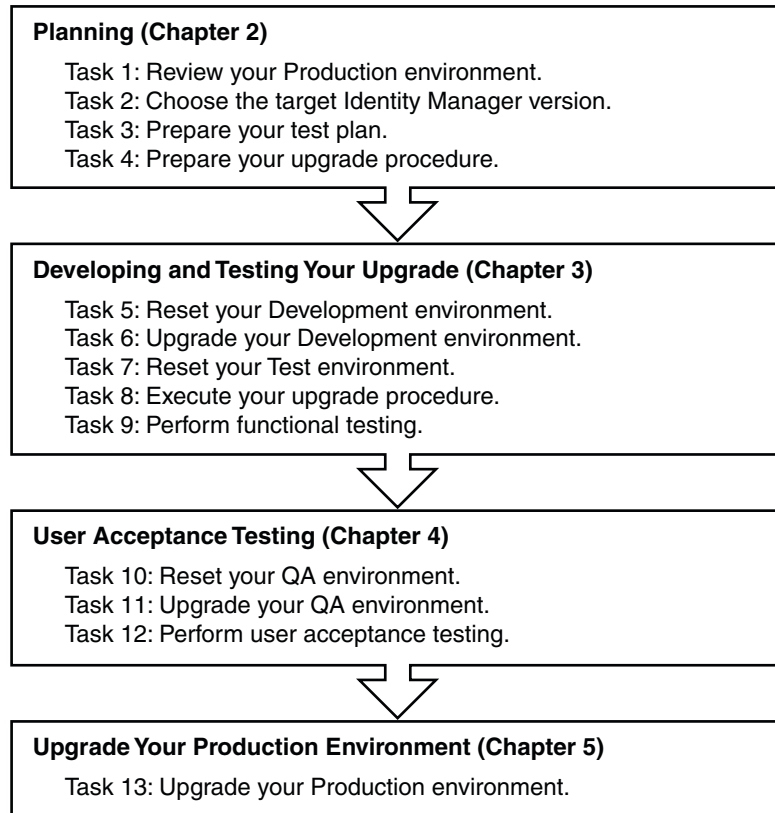 Planning (Chapter 2)
Task 1: Review your Production environment.
Task 2: Choose the target Identity Manager version.
Task 3: Prepare your test plan.
Task 4: Prepare your upgrade procedure.
Developing and Testing Your Upgrade (Chapter 3)
Task 5: Reset your Development environment.
Task 6: Upgrade your Development environment.
Task 7: Reset your Test environment.
Task 8: Execute your upgrade procedure.
Task 9: Perform functional testing.
User Acceptance Testing (Chapter 4)
Task 10: Reset your QA environment.
Task 11: Upgrade your QA environment.
Task 12: Perform user acceptance testing.
Upgrade Your Production Environment (Chapter 5)
Task 13: Upgrade your Production environment.